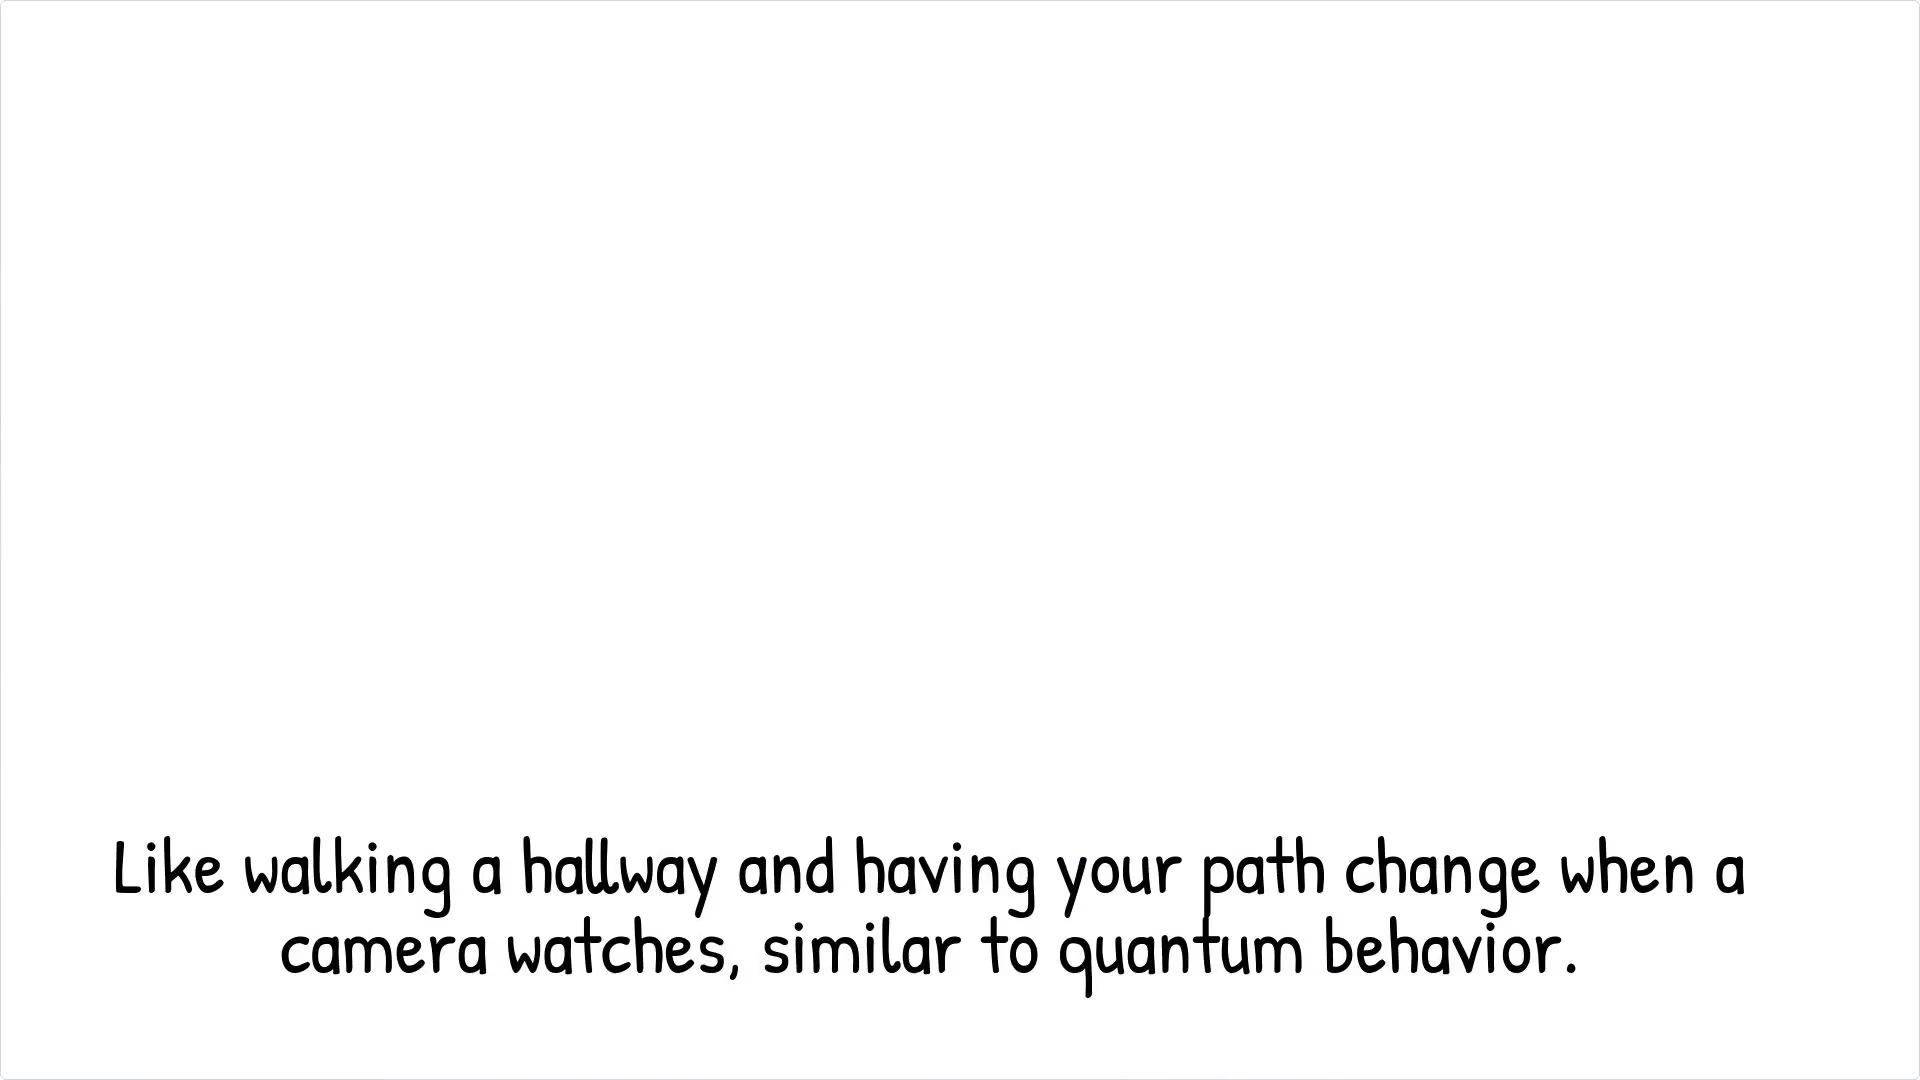 Like walking a hallway and having your path change when a
camera watches, similar to quantum behavior.